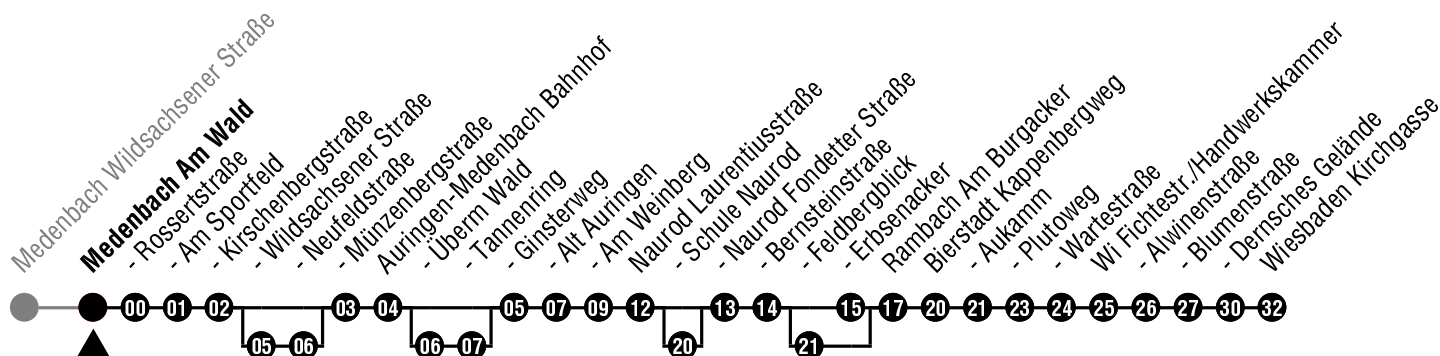 Medenbach Wildsachsener Straße
Medenbach Am Wald
- Rossertstraße
- Am Sportfeld
- Kirschenbergstraße
- Wildsachsener Straße
- Neufeldstraße
- Münzenbergstraße
Auringen-Medenbach Bahnhof
- Überm Wald
- Tannenring
- Ginsterweg
- Alt Auringen
- Am Weinberg
Naurod Laurentiusstraße
- Schule Naurod
- Naurod Fondetter Straße
- Bernsteinstraße
- Feldbergblick
- Erbsenacker
Rambach Am Burgacker
Bierstadt Kappenbergweg
- Aukamm
- Plutoweg
- Wartestraße
Wi Fichtestr./Handwerkskammer
- Alwinenstraße
- Blumenstraße
- Dernsches Gelände
Wiesbaden Kirchgasse
00 01 02 03 04 05 07 09 12 13 14 15 17 20 21 23 24 25 26 27 30 32
05 06 06 07 20 21